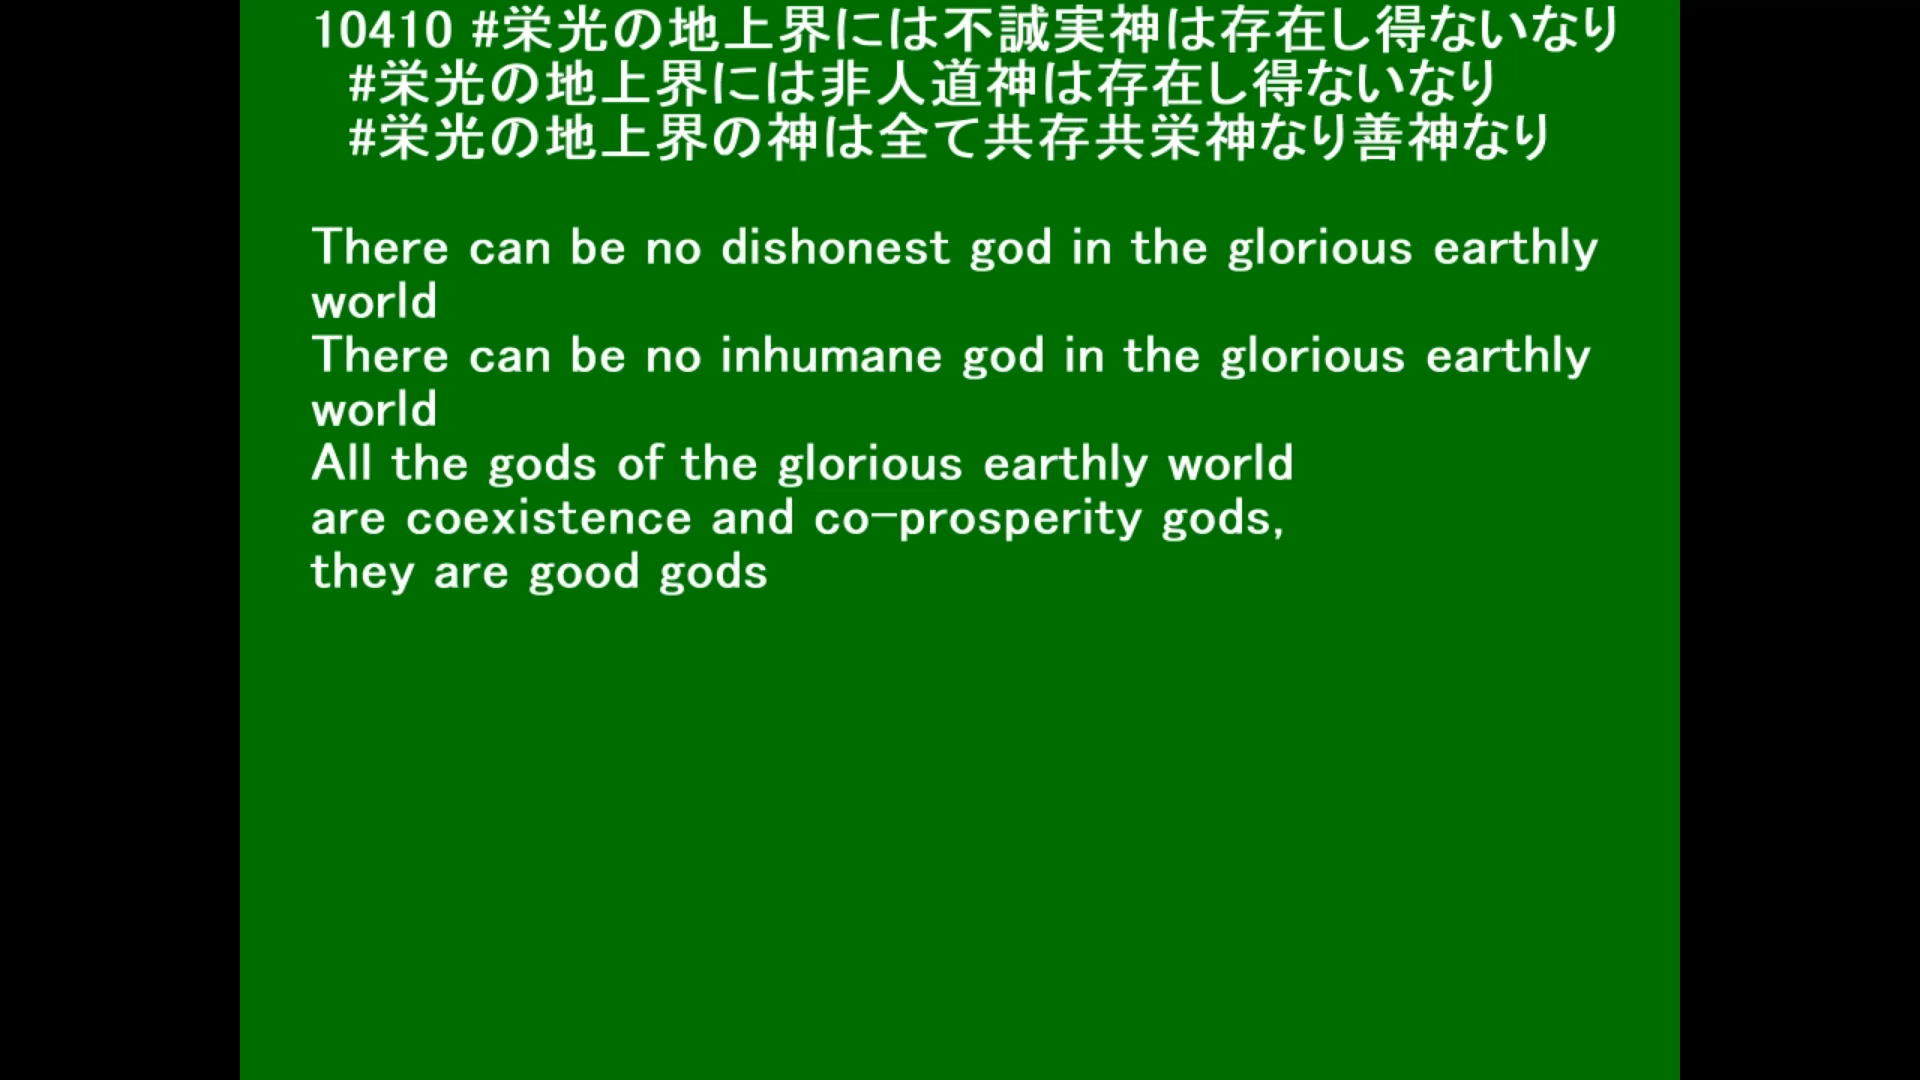 10410 #栄光の地上界には不誠実神は存在し得ないなり
#栄光の地上界には非人道神は存在し得ないなり
#栄光の地上界の神は全て共存共栄神なり善神なり
There can be no dishonest god in the glorious earthly
world
There can be no inhumane god in the glorious earthly
world
All the gods of the glorious earthly world
are coexistence and co-prosperity gods,
they are good gods